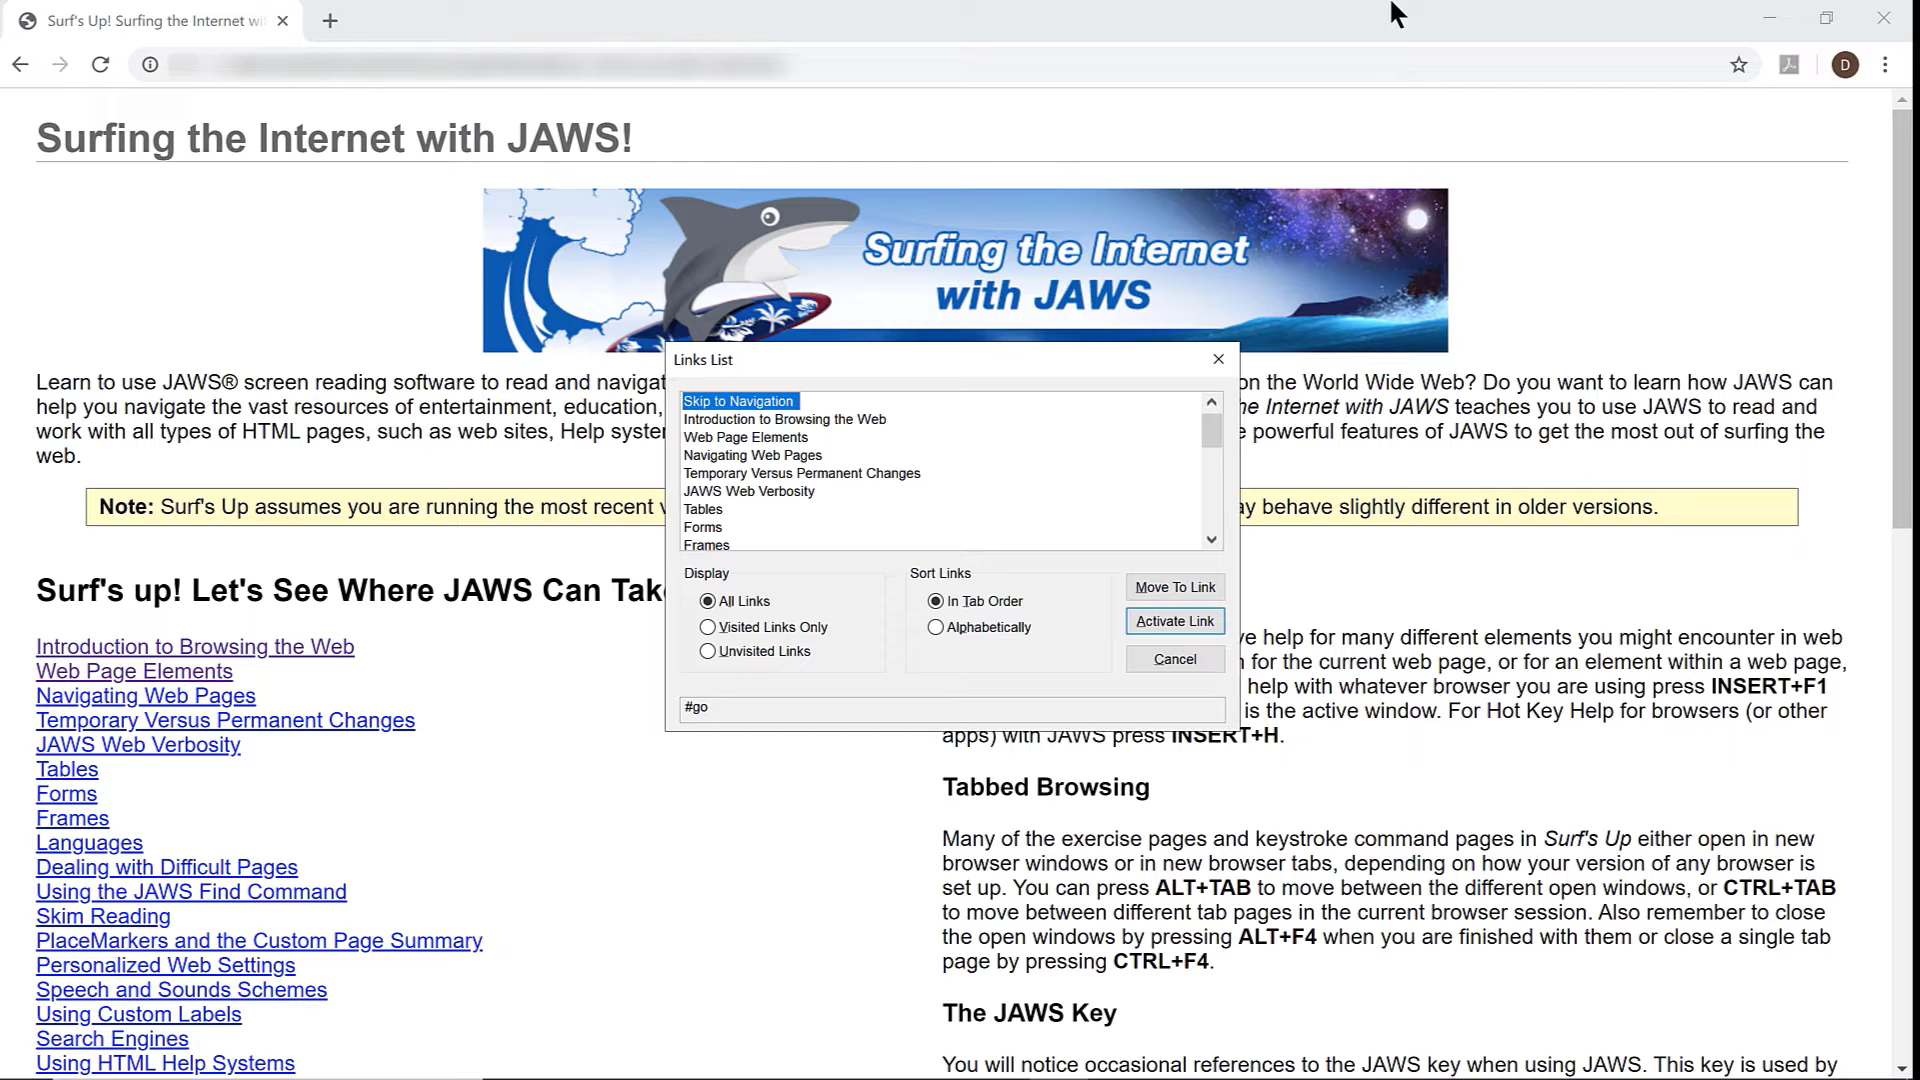 Surf's Up! Surfing the Internet wi
D
Surfing the Internet with JAWS!
Surfing the Internet
with JAWS
Learn to use JAWS® screen reading software to read and navigat
on the World Wide Web? Do you want to learn how JAWS can
help you navigate the vast resources of entertainment, education,
he Internet with JAWS teaches you to use JAWS to read and
work with all types of HTML pages, such as web sites, Help syste
e powerful features of JAWS to get the most out of surfing the
web.
Note: Surf's Up assumes you are running the most recent v
ay behave slightly different in older versions.
Links List
Skip to Navigation
Introduction to Browsing the Web
Web Page Elements
Navigating Web Pages
Temporary Versus Permanent Changes
JAWS Web Verbosity
Tables
Forms
Frames
Display
All Links
Visited Links Only
Unvisited Links
Sort Links
In Tab Order
Alphabetically
Move To Link
Activate Link
Cancel
#go
Surf's up! Let's See Where JAWS Can Take
Introduction to Browsing the Web
Web Page Elements
Navigating Web Pages
Temporary Versus Permanent Changes
JAWS Web Verbosity
Tables
Forms
Frames
Languages
Dealing with Difficult Pages
Using the JAWS Find Command
Skim Reading
PlaceMarkers and the Custom Page Summary
Personalized Web Settings
Speech and Sounds Schemes
Using Custom Labels
Search Engines
Using HTML Help Systems
ve help for many different elements you might encounter in web
n for the current web page, or for an element within a web page,
help with whatever browser you are using press INSERT+F1
is the active window. For Hot Key Help for browsers (or other
apps) with JAWS press INSERT+H.
Tabbed Browsing
Many of the exercise pages and keystroke command pages in Surf's Up either open in new
browser windows or in new browser tabs, depending on how your version of any browser is
set up. You can press ALT+TAB to move between the different open windows, or CTRL+TAB
to move between different tab pages in the current browser session. Also remember to close
the open windows by pressing ALT+F4 when you are finished with them or close a single tab
page by pressing CTRL+F4.
The JAWS Key
You will notice occasional references to the JAWS key when using JAWS. This key is used by